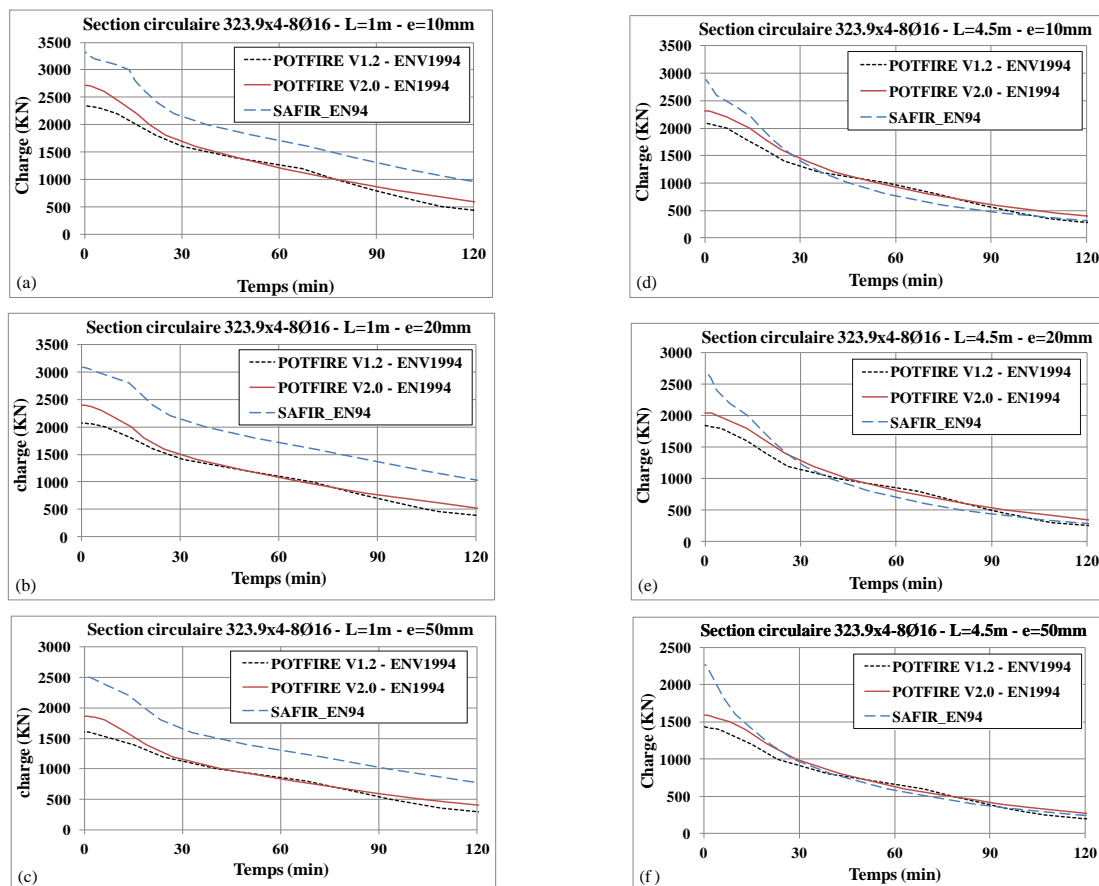 Section circulaire 323.9x4-8Ø16 - L=1m - e=10mm
3500
3000
2500
2000
1500
1000
500
0
Charge (KN)
POTFIRE V1.2 - ENV1994
POTFIRE V2.0 - EN1994
SAFIR_EN94
0 30 60 90 120
Temps (min)
(a)
Section circulaire 323.9x4-8Ø16 - L=4.5m - e=10mm
3500
3000
2500
2000
1500
1000
500
0
Charge (KN)
POTFIRE V1.2 - ENV1994
POTFIRE V2.0 - EN1994
SAFIR_EN94
0 30 60 90 120
Temps (min)
(d)
Section circulaire 323.9x4-8Ø16 - L=1m - e=20mm
3500
3000
2500
2000
1500
1000
500
0
charge (KN)
POTFIRE V1.2 - ENV1994
POTFIRE V2.0 - EN1994
SAFIR_EN94
0 30 60 90 120
Temps (min)
(b)
Section circulaire 323.9x4-8Ø16 - L=4.5m - e=20mm
3000
2500
2000
1500
1000
500
0
Charge (KN)
POTFIRE V1.2 - ENV1994
POTFIRE V2.0 - EN1994
SAFIR_EN94
0 30 60 90 120
Temps (min)
(e)
Section circulaire 323.9x4-8Ø16 - L=1m - e=50mm
3000
2500
2000
1500
1000
500
0
charge (KN)
POTFIRE V1.2 - ENV1994
POTFIRE V2.0 - EN1994
SAFIR_EN94
0 30 60 90 120
Temps (min)
(c)
Section circulaire 323.9x4-8Ø16 - L=4.5m - e=50mm
2500
2000
1500
1000
500
0
Charge (KN)
POTFIRE V1.2 - ENV1994
POTFIRE V2.0 - EN1994
SAFIR_EN94
0 30 60 90 120
Temps (min)
(f)